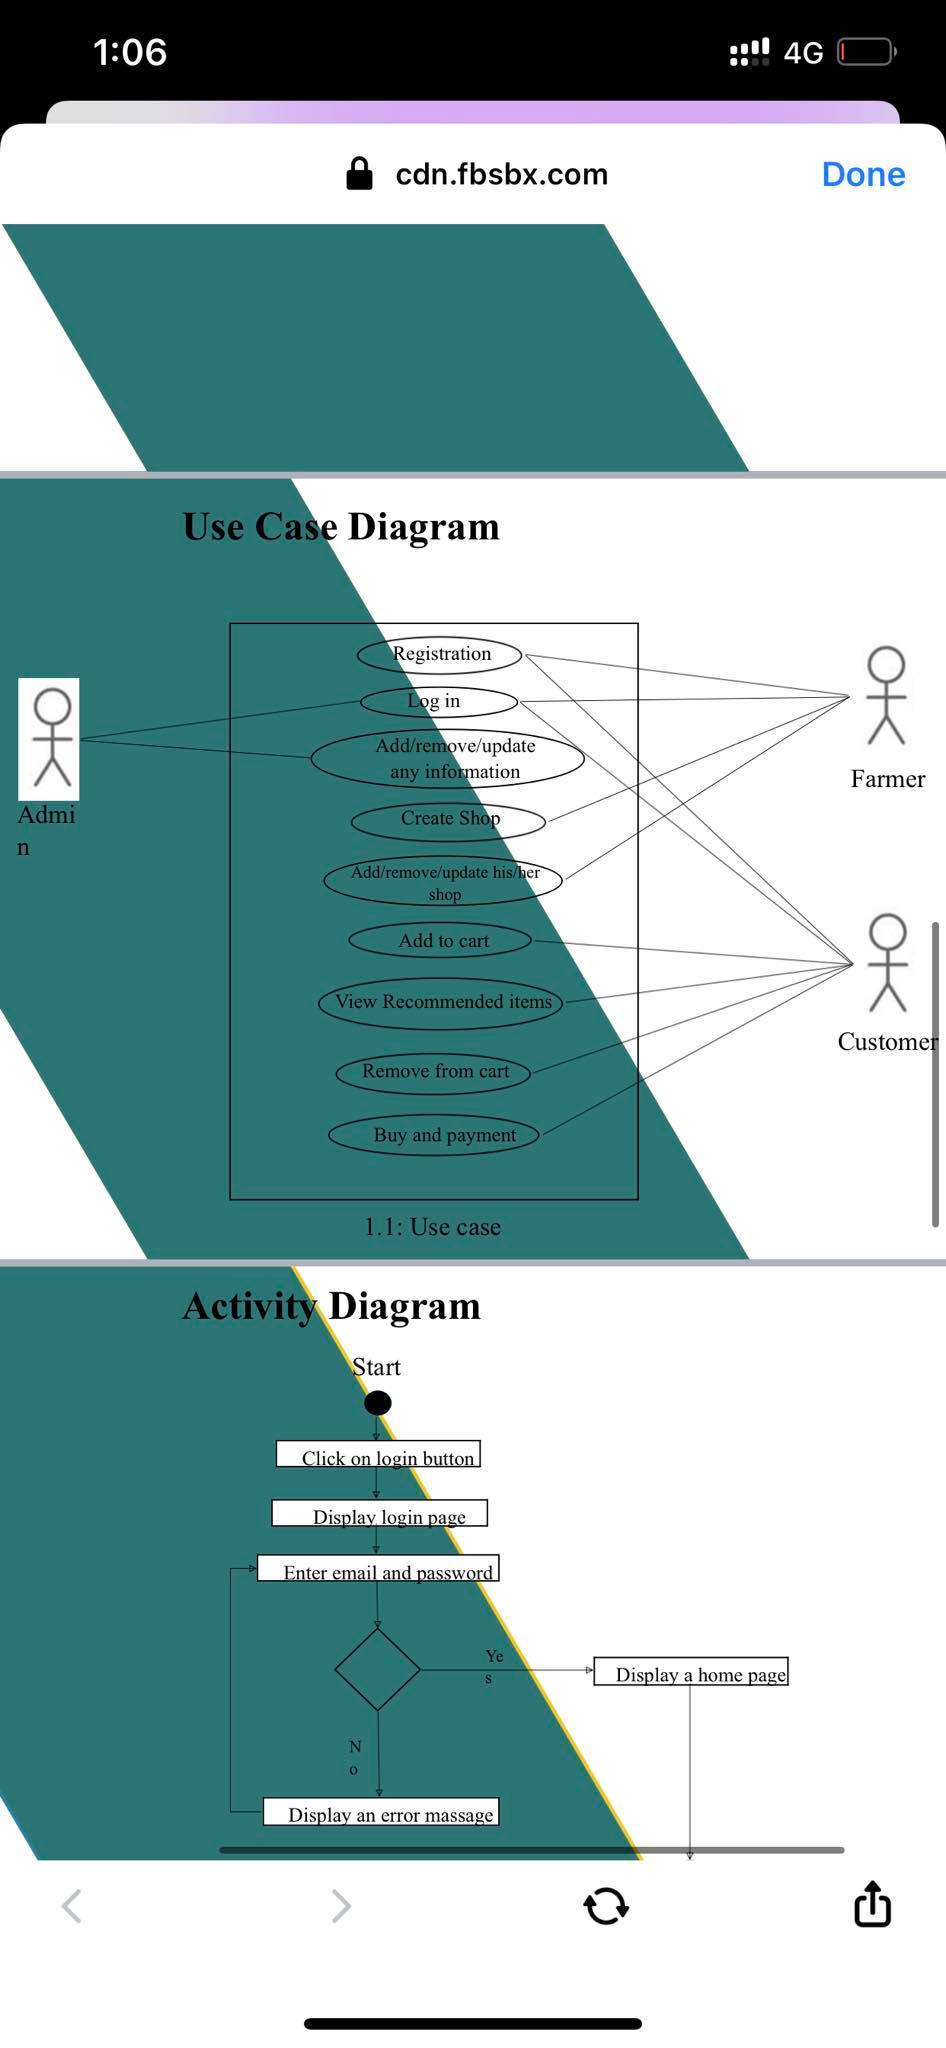 1:06
4G
cdn.fbsbx.com
Done
Use Case Diagram
Registration
Log in
Add/remove/update
any information
Create Shop
Add/remove/update his/her
shop
Add to cart
View Recommended items
Remove from cart
Buy and payment
Admi
n
Farmer
Customer
1.1: Use case
Activity Diagram
Start
Click on login button
Display login page
Enter email and password
Ye
s
Display a home page
N
o
Display an error massage